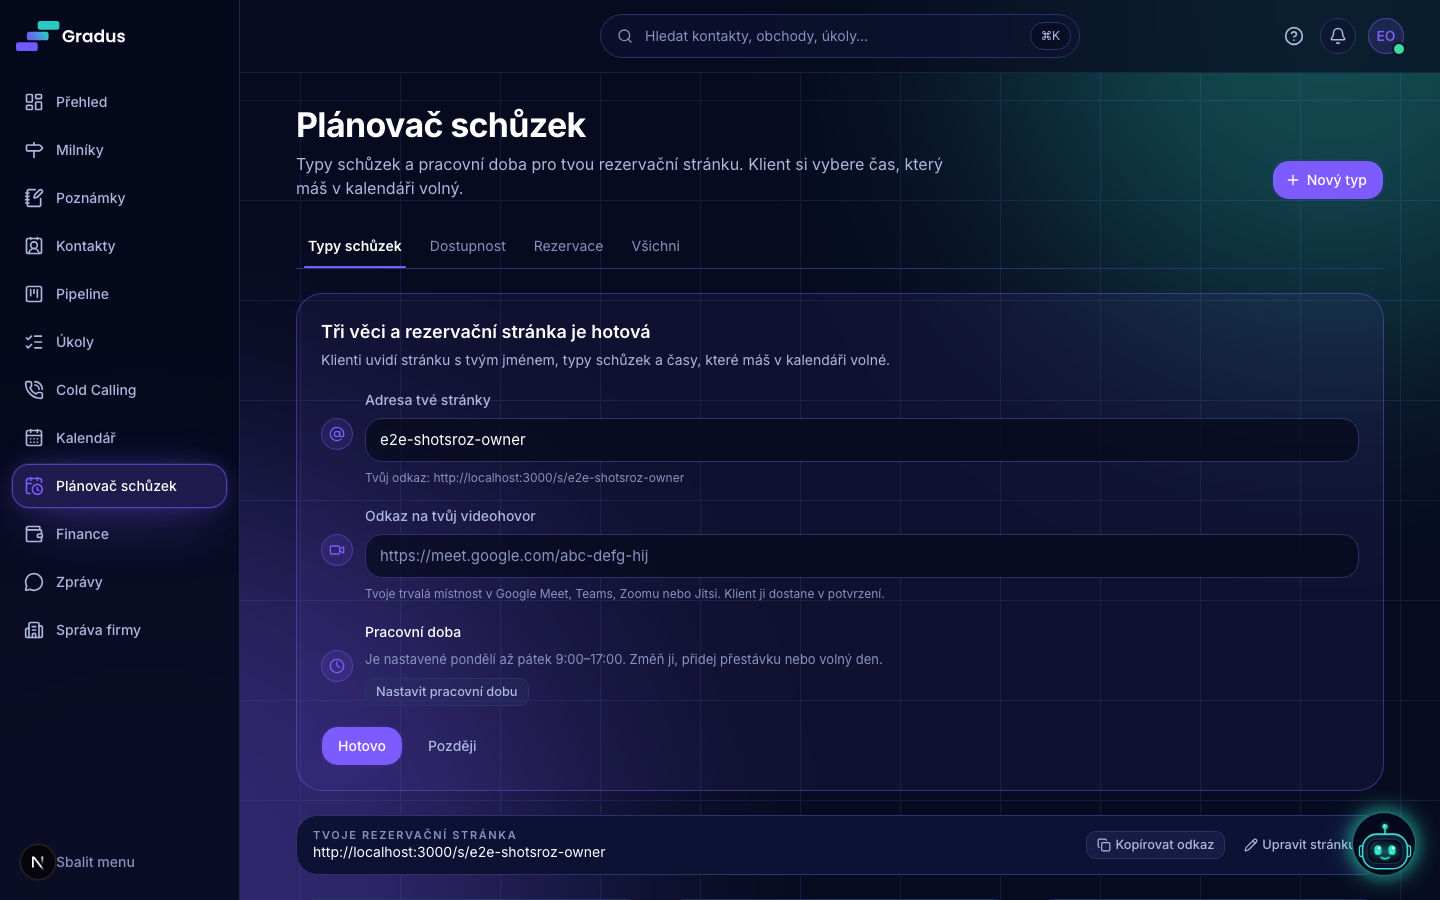 Gradus
Hledat kontakty, obchody, úkoly...
⌘K
EO
Přehled
Milníky
Poznámky
Kontakty
Pipeline
Úkoly
Cold Calling
Kalendář
Plánovač schůzek
Finance
Zprávy
Správa firmy
N
Sbalit menu
Plánovač schůzek
Typy schůzek a pracovní doba pro tvou rezervační stránku. Klient si vybere čas, který
máš v kalendáři volný.
Nový typ
Typy schůzek
Dostupnost
Rezervace
Všichni
Tři věci a rezervační stránka je hotová
Klienti uvidí stránku s tvým jménem, typy schůzek a časy, které máš v kalendáři volné.
Adresa tvé stránky
e2e-shotsroz-owner
Tvůj odkaz: http://localhost:3000/s/e2e-shotsroz-owner
Odkaz na tvůj videohovor
https://meet.google.com/abc-defg-hij
Tvoje trvalá místnost v Google Meet, Teams, Zoomu nebo Jitsi. Klient ji dostane v potvrzení.
Pracovní doba
Je nastavené pondělí až pátek 9:00–17:00. Změň ji, přidej přestávku nebo volný den.
Nastavit pracovní dobu
Hotovo
Později
TVOJE REZERVAČNÍ STRÁNKA
http://localhost:3000/s/e2e-shotsroz-owner
Kopírovat odkaz
Upravit stránku